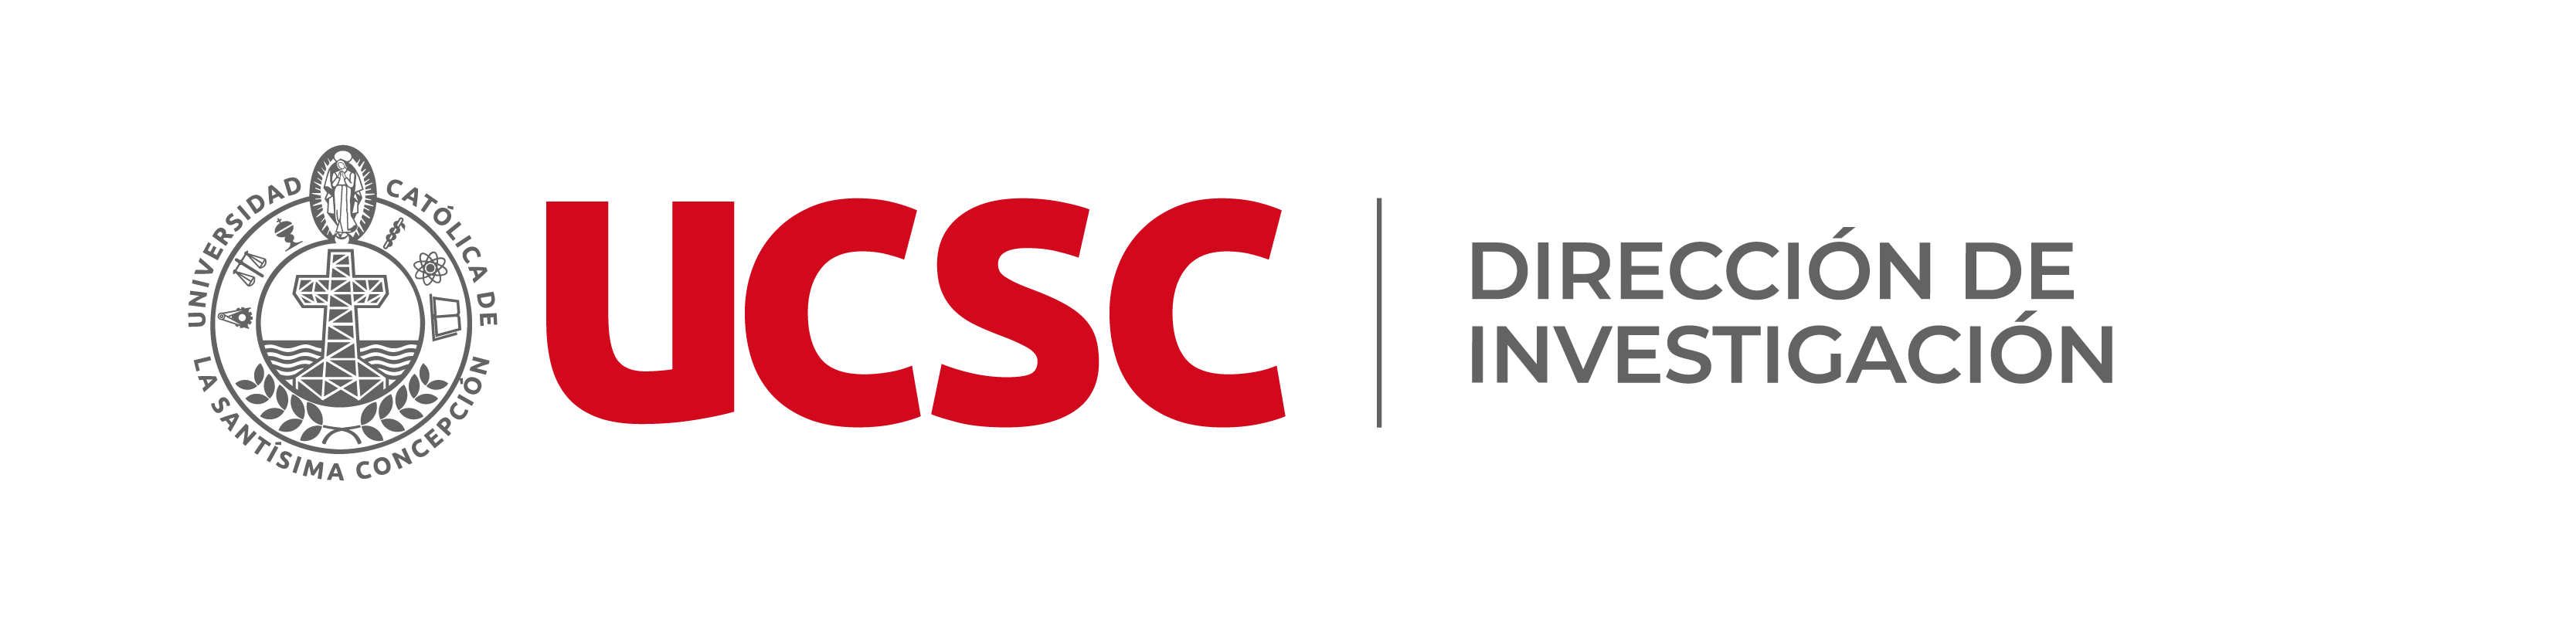 UNIVERSIDAD CATÓLICA DE
LA SANTÍSIMA CONCEPCIÓN
UCSC
DIRECCIÓN DE
INVESTIGACIÓN